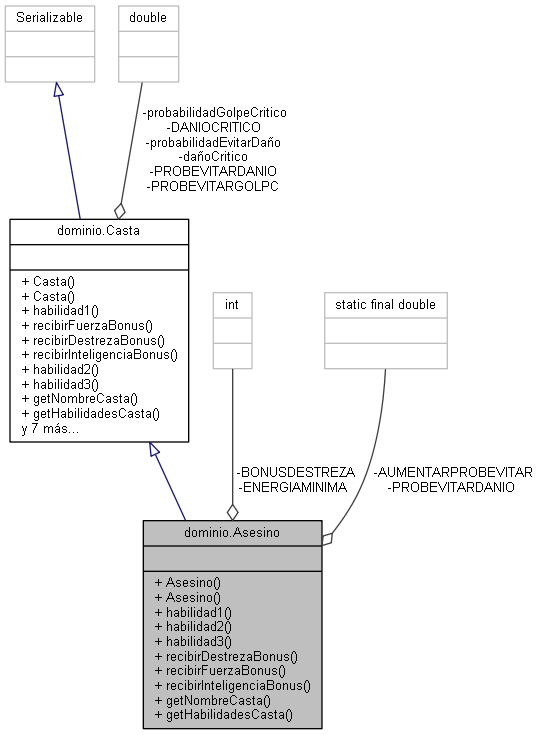 Serializable
double
-probabilidadGolpeCritico
-DANIOCRITICO
-probabilidadEvitarDaño
-dañoCritico
-PROBEVITARDANIO
-PROBEVITARGOLPC
dominio.Casta
+ Casta()
+ Casta()
+ habilidad1()
+ recibirFuerzaBonus()
+ recibirDestrezaBonus()
+ recibirInteligenciaBonus()
+ habilidad2()
+ habilidad3()
+ getNombreCasta()
+ getHabilidadesCasta()
y 7 más...
int
static final double
-BONUSDESTREZA
-ENERGIAMINIMA
-AUMENTARPROBEVITAR
-PROBEVITARDANIO
dominio.Asesino
+ Asesino()
+ Asesino()
+ habilidad1()
+ habilidad2()
+ habilidad3()
+ recibirDestrezaBonus()
+ recibirFuerzaBonus()
+ recibirInteligenciaBonus()
+ getNombreCasta()
+ getHabilidadesCasta()